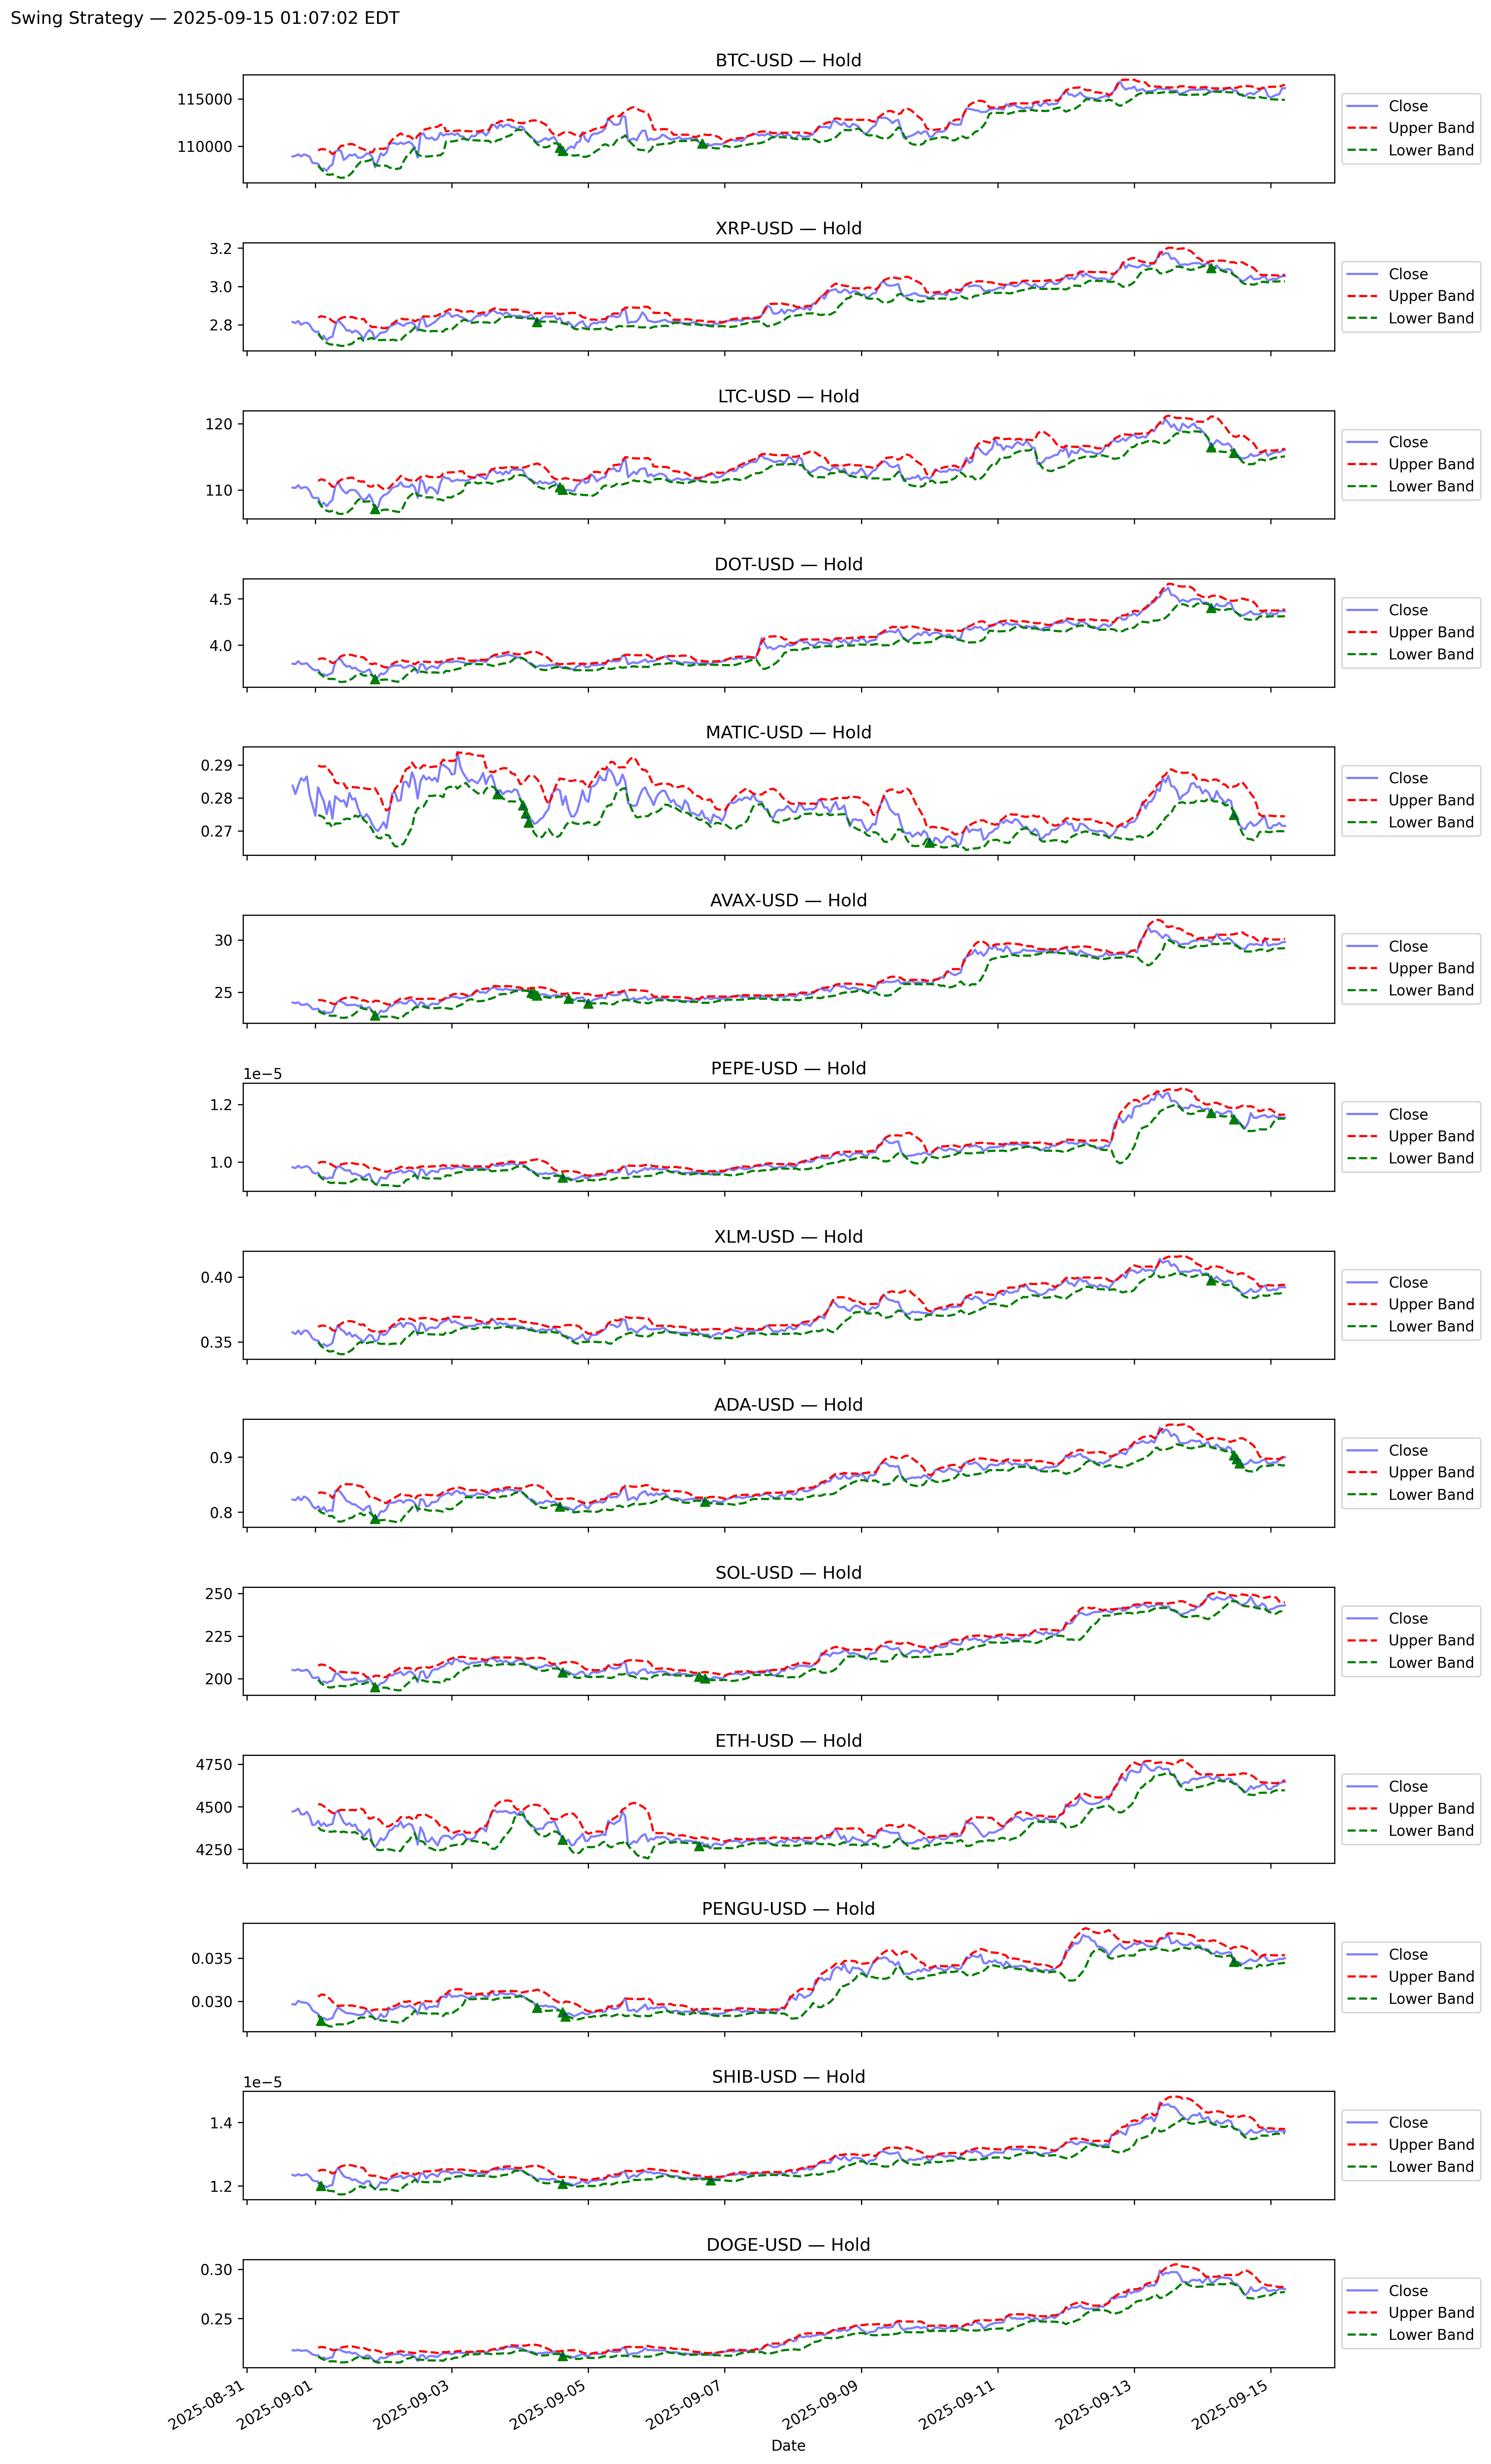 Swing Strategy — 2025-09-15 01:07:02 EDT
BTC-USD — Hold
115000
110000
Close
Upper Band
Lower Band
XRP-USD — Hold
3.2
3.0
2.8
Close
Upper Band
Lower Band
LTC-USD — Hold
120
110
Close
Upper Band
Lower Band
DOT-USD — Hold
4.5
4.0
Close
Upper Band
Lower Band
MATIC-USD — Hold
0.29
0.28
0.27
Close
Upper Band
Lower Band
AVAX-USD — Hold
30
25
Close
Upper Band
Lower Band
PEPE-USD — Hold
1e−5
1.2
1.0
Close
Upper Band
Lower Band
XLM-USD — Hold
0.40
0.35
Close
Upper Band
Lower Band
ADA-USD — Hold
0.9
0.8
Close
Upper Band
Lower Band
SOL-USD — Hold
250
225
200
Close
Upper Band
Lower Band
ETH-USD — Hold
4750
4500
4250
Close
Upper Band
Lower Band
PENGU-USD — Hold
0.035
0.030
Close
Upper Band
Lower Band
SHIB-USD — Hold
1e−5
1.4
1.2
Close
Upper Band
Lower Band
DOGE-USD — Hold
0.30
0.25
Close
Upper Band
Lower Band
2025-08-31
2025-09-01
2025-09-03
2025-09-05
2025-09-07
2025-09-09
2025-09-11
2025-09-13
2025-09-15
Date